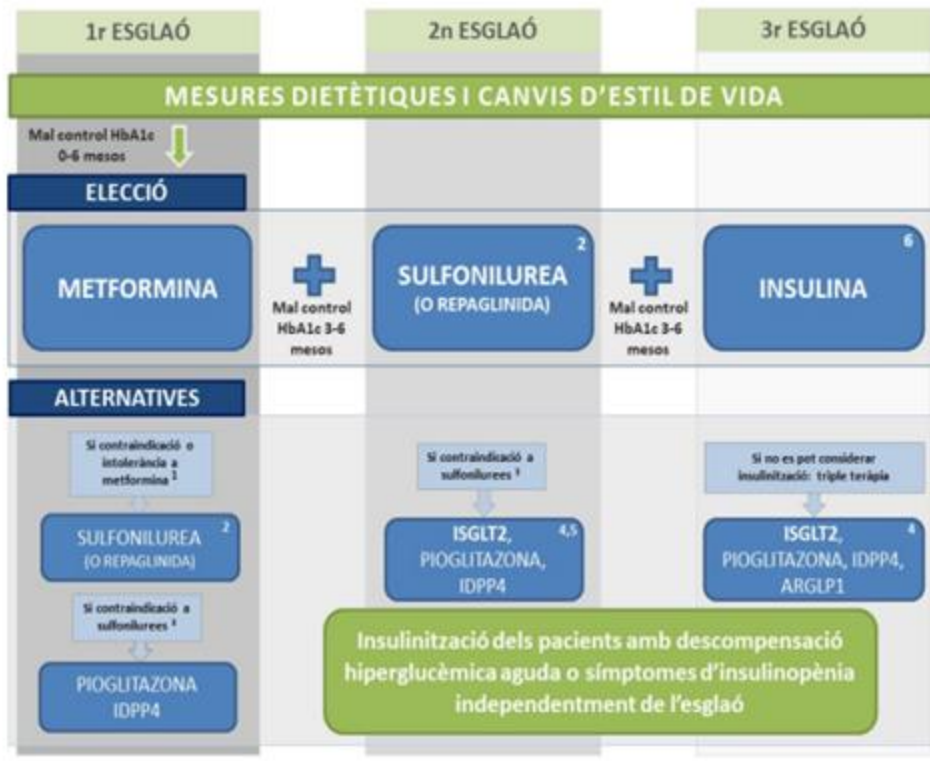 1r ESGLAÓ
2n ESGLAÓ
3r ESGLAÓ
MESURES DIETÈTIQUES I CANVIS D'ESTIL DE VIDA
Mal control HbA1c
0-6 mesos
ELECCIÓ
METFORMINA
Mal control
HbA1c 3-6
mesos
2
SULFONILUREA
(O REPAGLINIDA)
Mal control
HbA1c 3-6
mesos
6
INSULINA
ALTERNATIVES
Si contraindicació o
intolerància a
metformina 1
SULFONILUREA 2
(O REPAGLINIDA)
Si contraindicació a
sulfonilurees 3
PIOGLITAZONA
IDPP4
Si contraindicació a
sulfonilurees 3
ISGLT2, 4,5
PIOGLITAZONA,
IDPP4
Si no es pot considerar
insulinització: triple teràpia
ISGLT2, 4
PIOGLITAZONA, IDPP4,
ARGLP1
Insulinització dels pacients amb descompensació
hiperglucèmica aguda o símptomes d'insulinopènia
independentment de l'esglaó